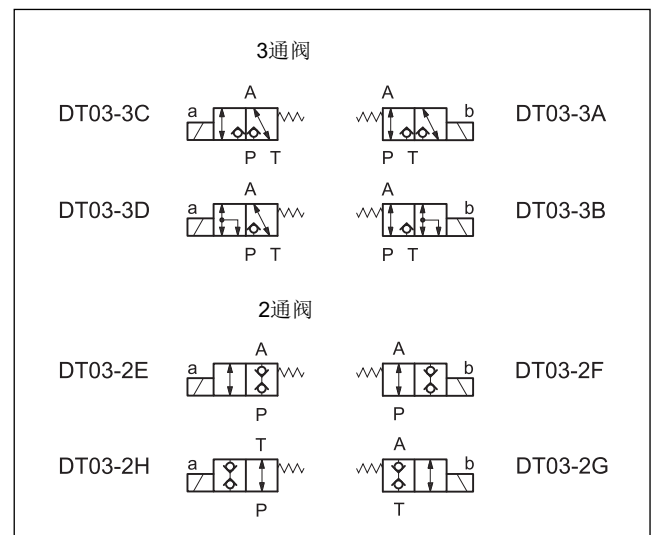 3通阀
A A
DT03-3C a b DT03-3A
P T P T
A A
DT03-3D a b DT03-3B
P T P T
2通阀
A A
DT03-2E a b DT03-2F
P P
T A
DT03-2H a b DT03-2G
P T